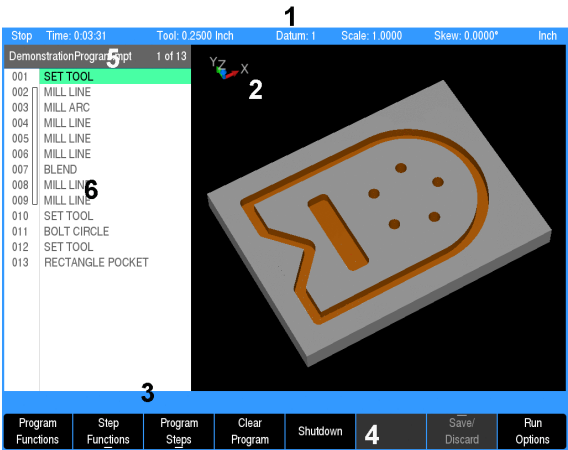 1
Stop Time: 0:03:31 Tool: 0.2500 Inch Datum: 1 Scale: 1.0000 Skew: 0.0000° Inch
DemonstrationProgram.mpt 1 of 13
5
Y Z X
2
001 SET TOOL
002 MILL LINE
003 MILL ARC
004 MILL LINE
005 MILL LINE
006 MILL LINE
007 BLEND
008 MILL LINE
6
009 MILL LINE
010 SET TOOL
011 BOLT CIRCLE
012 SET TOOL
013 RECTANGLE POCKET
3
Program Functions
Step Functions
Program Steps
Clear Program
Shutdown
4
Save/ Discard
Run Options